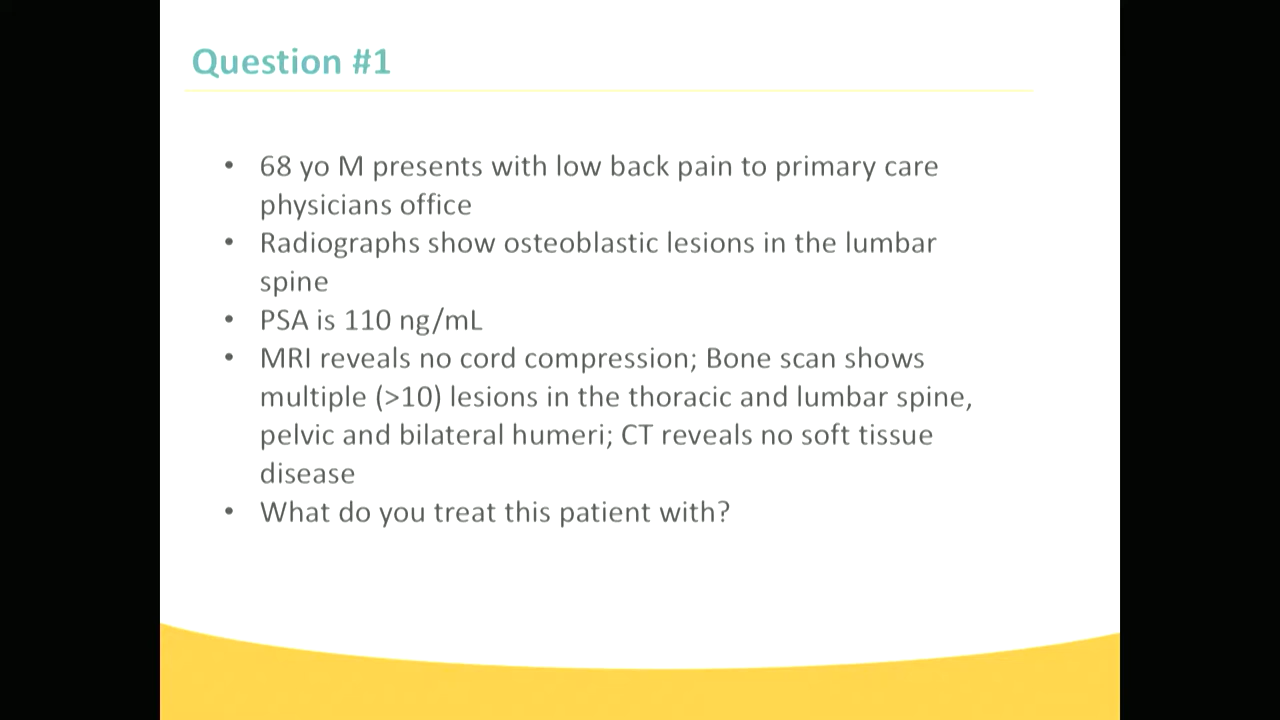 Question #1
• 68 yo M presents with low back pain to primary care
physicians office
• Radiographs show osteoblastic lesions in the lumbar
spine
• PSA is 110 ng/mL
• MRI reveals no cord compression; Bone scan shows
multiple (>10) lesions in the thoracic and lumbar spine,
pelvic and bilateral humeri; CT reveals no soft tissue
disease
• What do you treat this patient with?